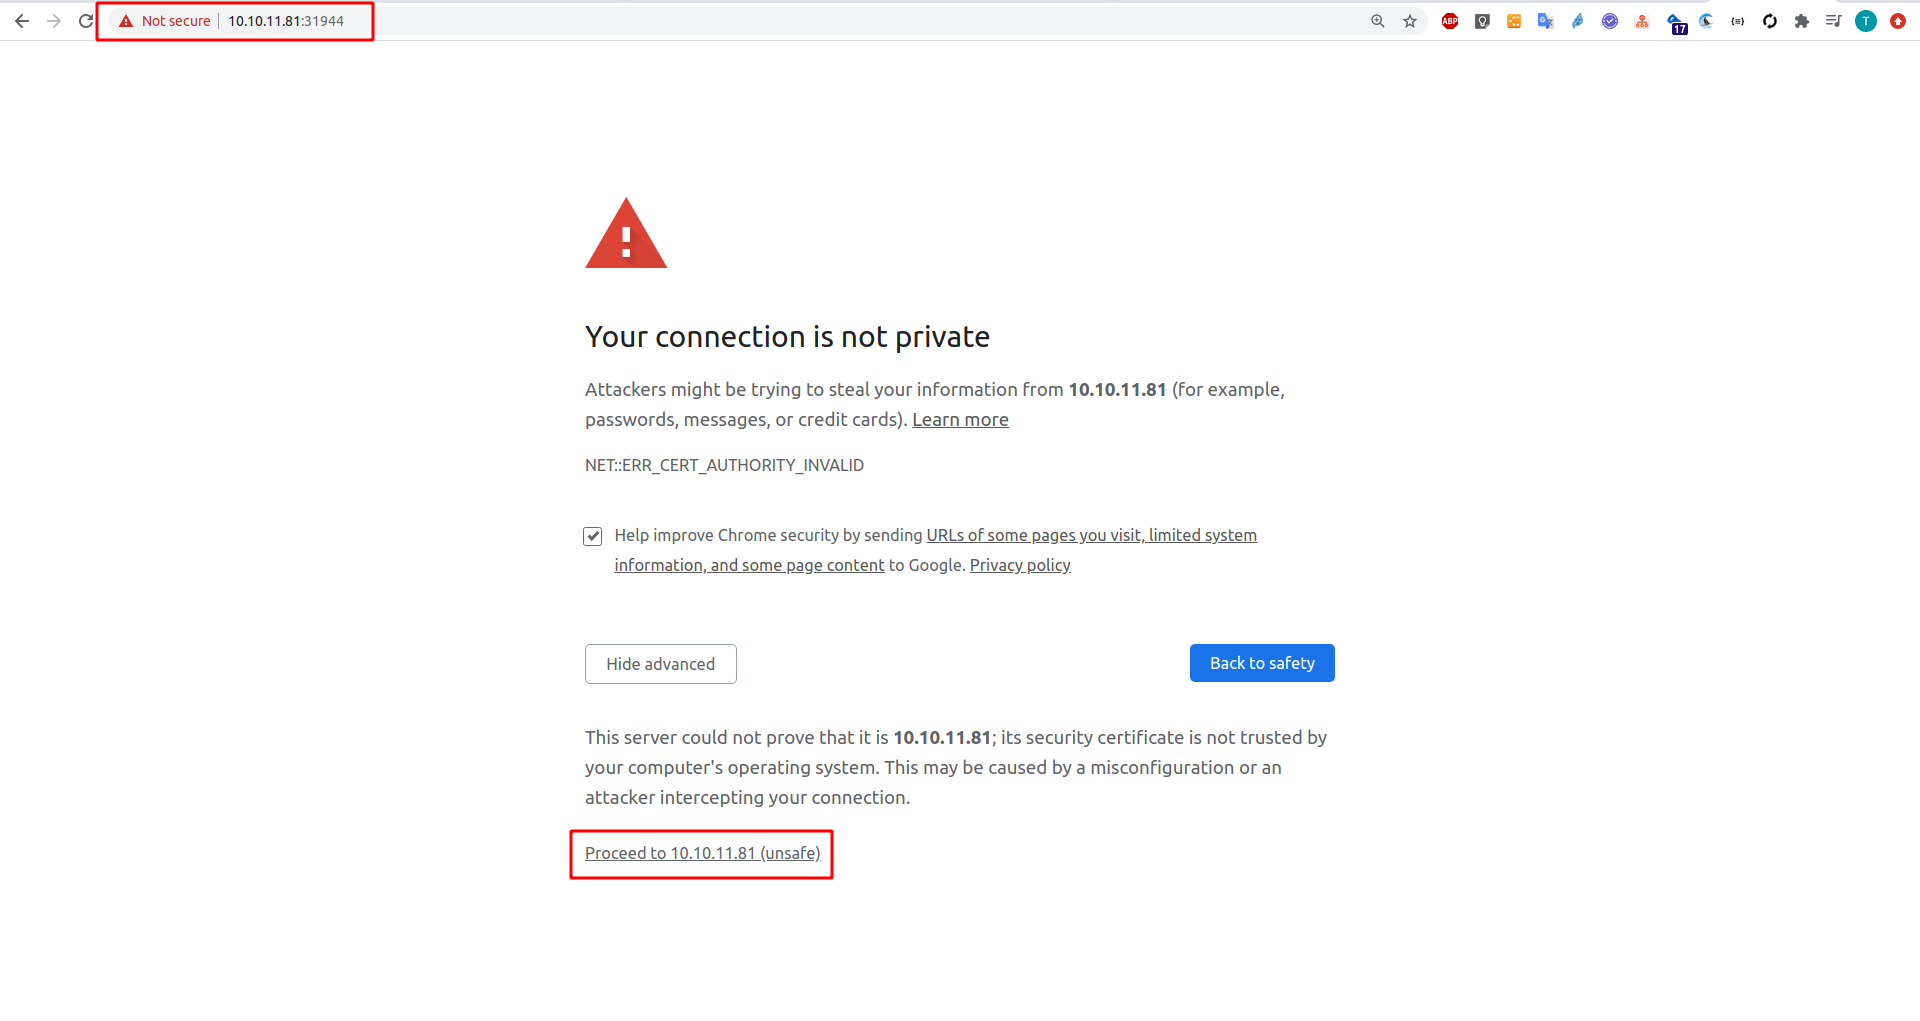 Not secure | 10.10.11.81:31944
ABP
17
T
Your connection is not private
Attackers might be trying to steal your information from 10.10.11.81 (for example,
passwords, messages, or credit cards). Learn more
NET::ERR_CERT_AUTHORITY_INVALID
Help improve Chrome security by sending URLs of some pages you visit, limited system
information, and some page content to Google. Privacy policy
Hide advanced
Back to safety
This server could not prove that it is 10.10.11.81; its security certificate is not trusted by
your computer's operating system. This may be caused by a misconfiguration or an
attacker intercepting your connection.
Proceed to 10.10.11.81 (unsafe)